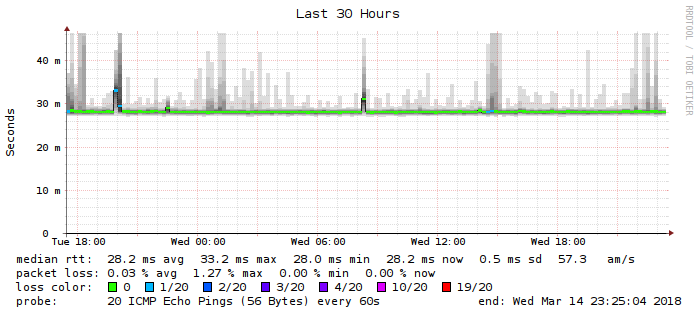 Last 30 Hours
RRDTOOL / TOBI OETIKER
Seconds
40 m
30 m
20 m
10 m
0
Tue 18:00 Wed 00:00 Wed 06:00 Wed 12:00 Wed 18:00
median rtt: 28.2 ms avg 33.2 ms max 28.0 ms min 28.2 ms now 0.5 ms sd 57.3 am/s
packet loss: 0.03 % avg 1.27 % max 0.00 % min 0.00 % now
loss color: 0 1/20 2/20 3/20 4/20 10/20 19/20
probe: 20 ICMP Echo Pings (56 Bytes) every 60s end: Wed Mar 14 23:25:04 2018